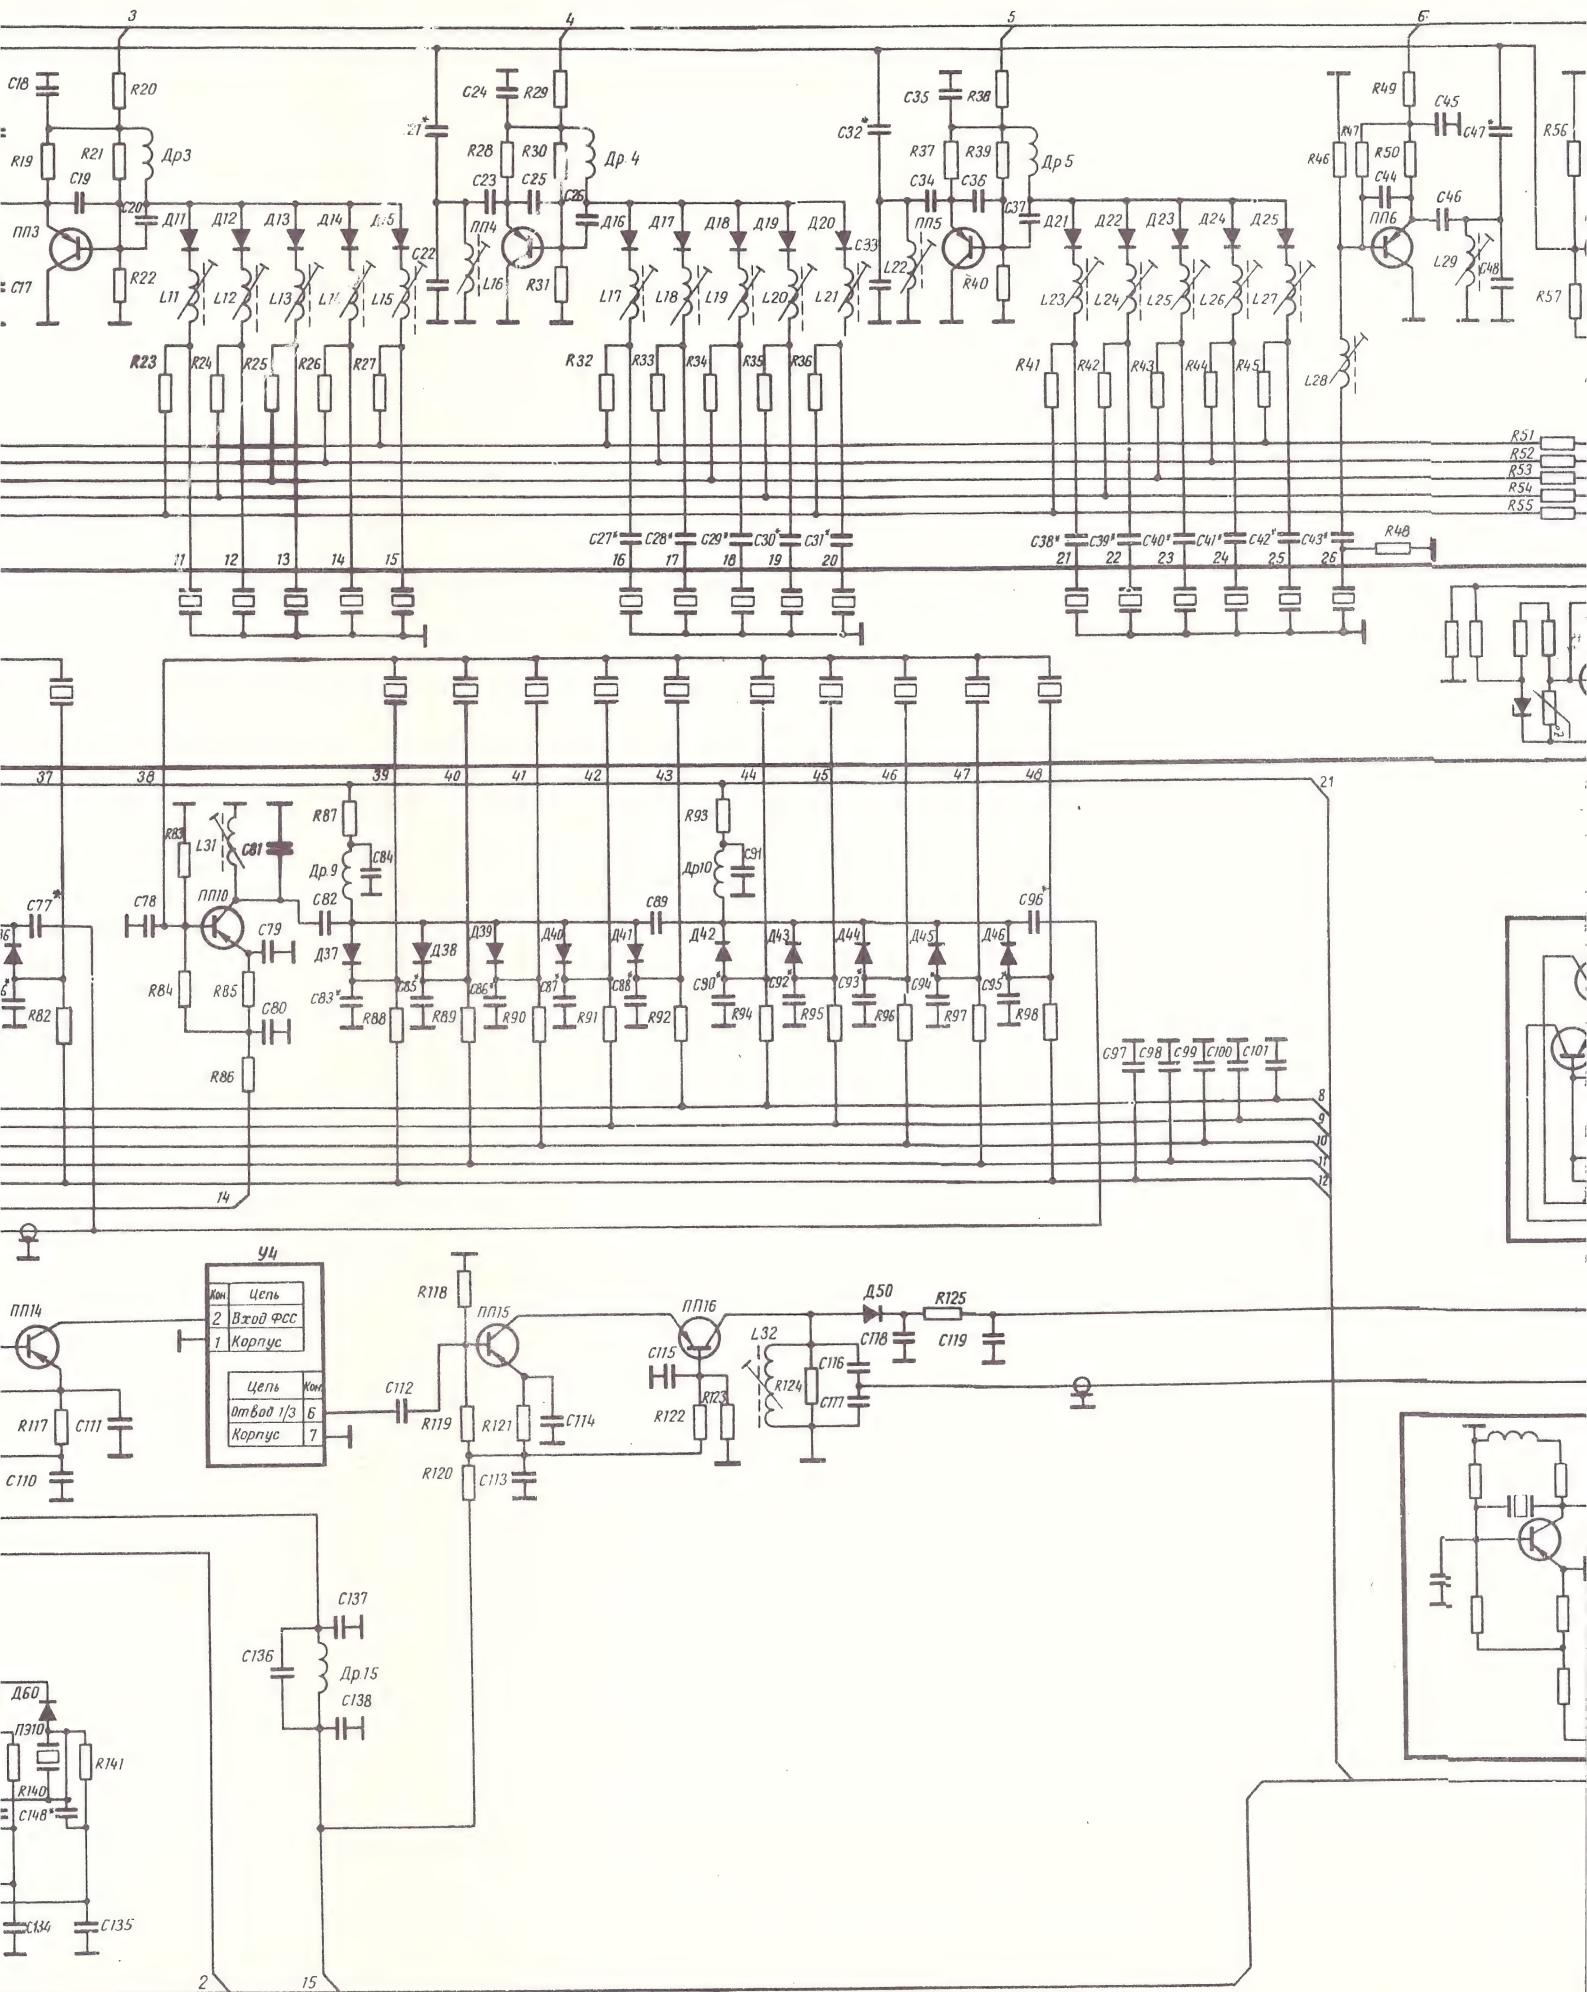 3 4 5 6
C18 R20 C24 R29 C35 R38 R49 C45
C32* C47* R56
R19 R21 Др3 R28 R30 Др.4 R37 R39 Др.5 R46 R47 R50
C19 C23 C25 C34 C36 C44
C20 Д11 Д12 Д13 Д14 Д15 C26 Д16 Д17 Д18 Д19 Д20 C37 Д21 Д22 Д23 Д24 Д25 C46
ПП3 ПП4 ПП5 ПП6
C17 R22 C22 L16 R31 C33 L22 R40 L29 C48 R57
L11 L12 L13 L15 L17 L18 L19 L20 L21 L23 L24 L25 L26 L27
R23 R24 R25 R26 R27 R32 R33 R34 R35 R36 R41 R42 R43 R44 R45 L28
R51
R52
R53
R54
R55
C27* C28* C29* C30* C31* C38* C39* C40* C41* C42* C43* R48
11 12 13 14 15 16 17 18 19 20 21 22 23 24 25 26
37 38 39 40 41 42 43 44 45 46 47 48 21
R83 L31 C81 R87 R93
Др.9 C84 Др10 C91
C77* C78 ПП10 C82 C89 C96*
C79 Д37 Д38 Д39 Д40 Д41 Д42 Д43 Д44 Д45 Д46
R84 R85 C83* C85* C86* C87* C88* C90* C92* C93* C94* C95*
R82 C80 R88 R89 R90 R91 R92 R94 R95 R96 R97 R98
R86 C97 C98 C99 C100 C101
8
9
10
11
12
14
У4
Кон. Цепь
2 Вход ФСС
1 Корпус
Цепь Кон.
Отвод 1/3 6
Корпус 7
ПП14 R118 ПП15 ПП16 Д50 R125
L32 C118 C119
C115 C116
C112 R123 R124 C117
R117 C111 R119 R121 C114 R122
C110 R120 C113
C137
C136 Др.15
C138
Д60
ПЭ10
R141
R140
C148*
C134 C135
2 15